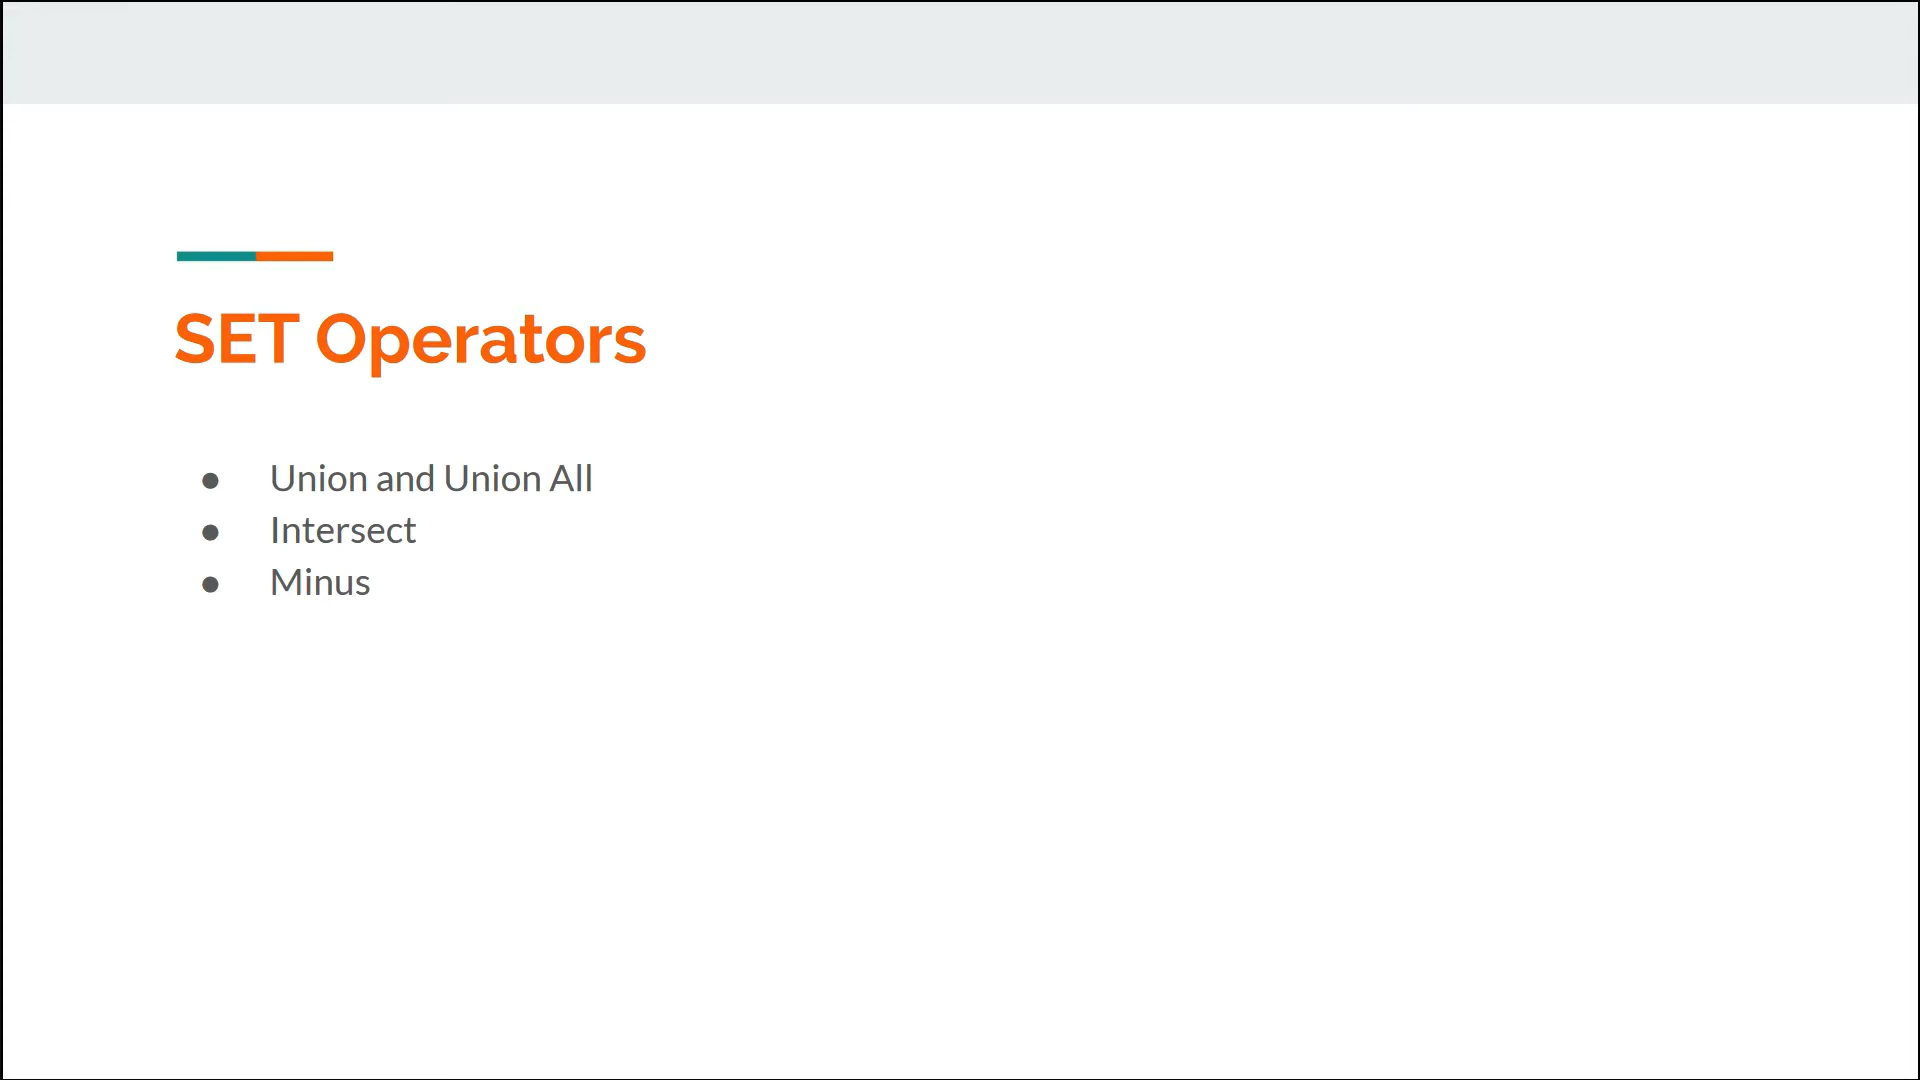 SET Operators
● Union and Union All
● Intersect
● Minus